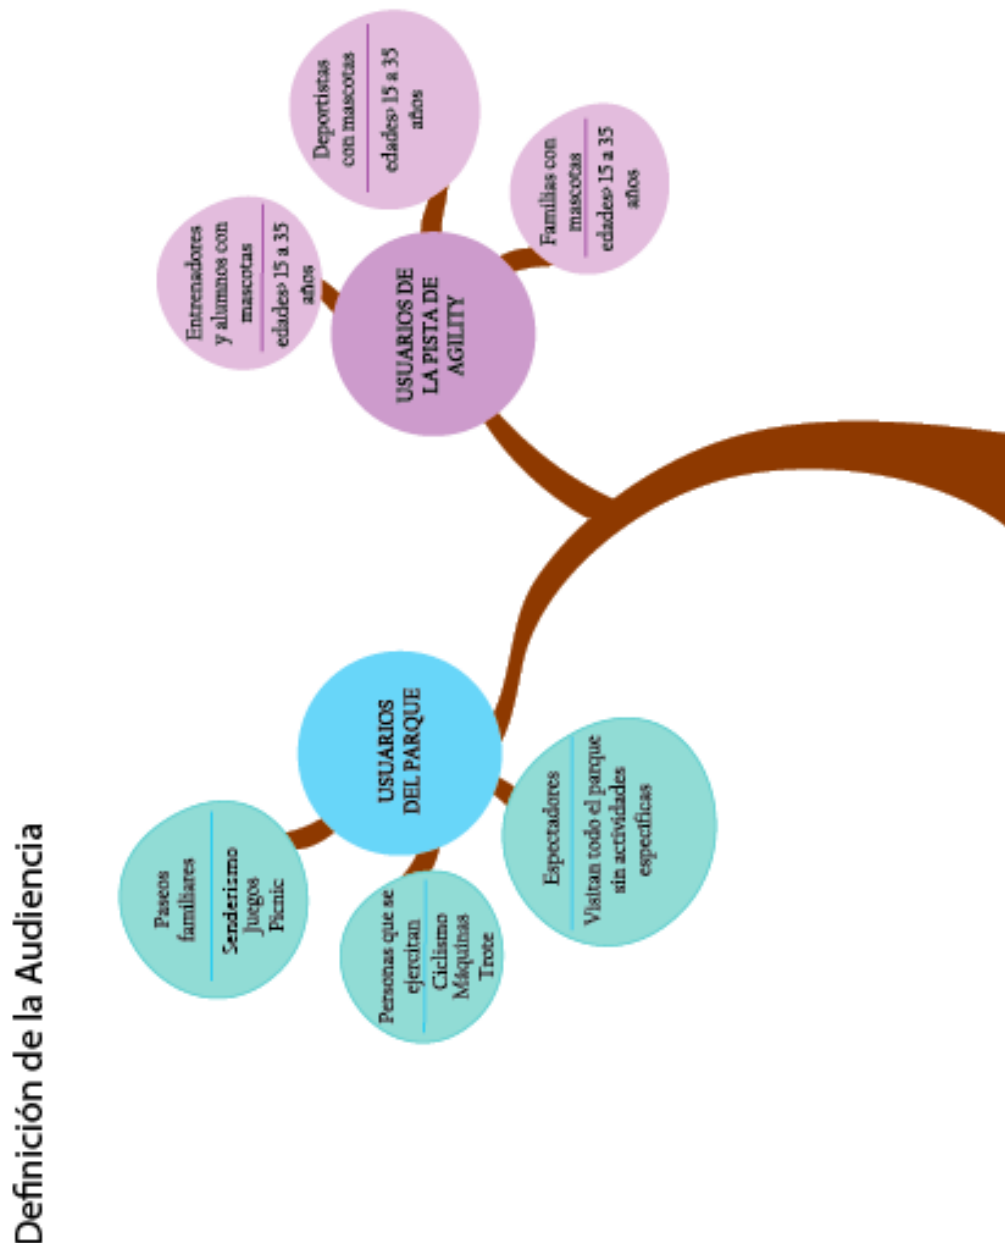 Definición de la Audiencia
Paseos
familiares
Senderismo
Juegos
Picnic
Personas que se
ejercitan
Ciclismo
Máquinas
Trote
Espectadores
Visitan todo el parque
sin actividades
específicas
USUARIOS
DEL PARQUE
Entrenadores
y alumnos con
mascotas
edades› 15 a 35
años
Deportistas
con mascotas
edades› 15 a 35
años
Familias con
mascotas
edades› 15 a 35
años
USUARIOS DE
LA PISTA DE
AGILITY